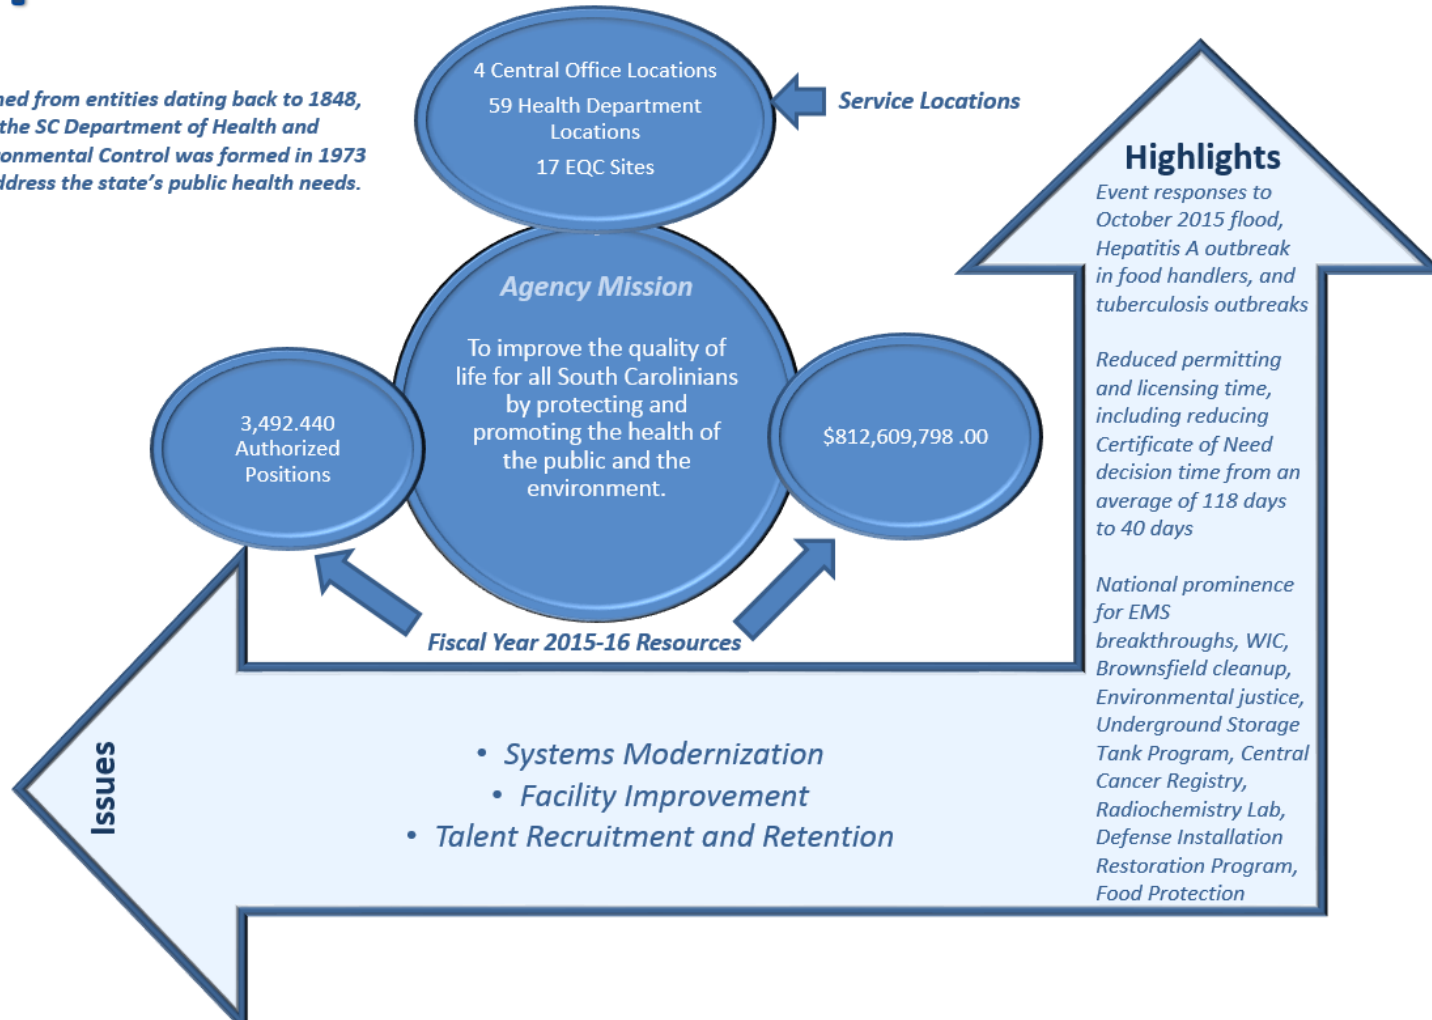 ned from entities dating back to 1848,
the SC Department of Health and
ronmental Control was formed in 1973
ddress the state's public health needs.
4 Central Office Locations
59 Health Department
Locations
17 EQC Sites
Service Locations
Agency Mission
To improve the quality of
life for all South Carolinians
by protecting and
promoting the health of
the public and the
environment.
3,492.440
Authorized
Positions
$812,609,798 .00
Fiscal Year 2015-16 Resources
Highlights
Event responses to
October 2015 flood,
Hepatitis A outbreak
in food handlers, and
tuberculosis outbreaks
Reduced permitting
and licensing time,
including reducing
Certificate of Need
decision time from an
average of 118 days
to 40 days
National prominence
for EMS
breakthroughs, WIC,
Brownsfield cleanup,
Environmental justice,
Underground Storage
Tank Program, Central
Cancer Registry,
Radiochemistry Lab,
Defense Installation
Restoration Program,
Food Protection
Issues
• Systems Modernization
• Facility Improvement
• Talent Recruitment and Retention